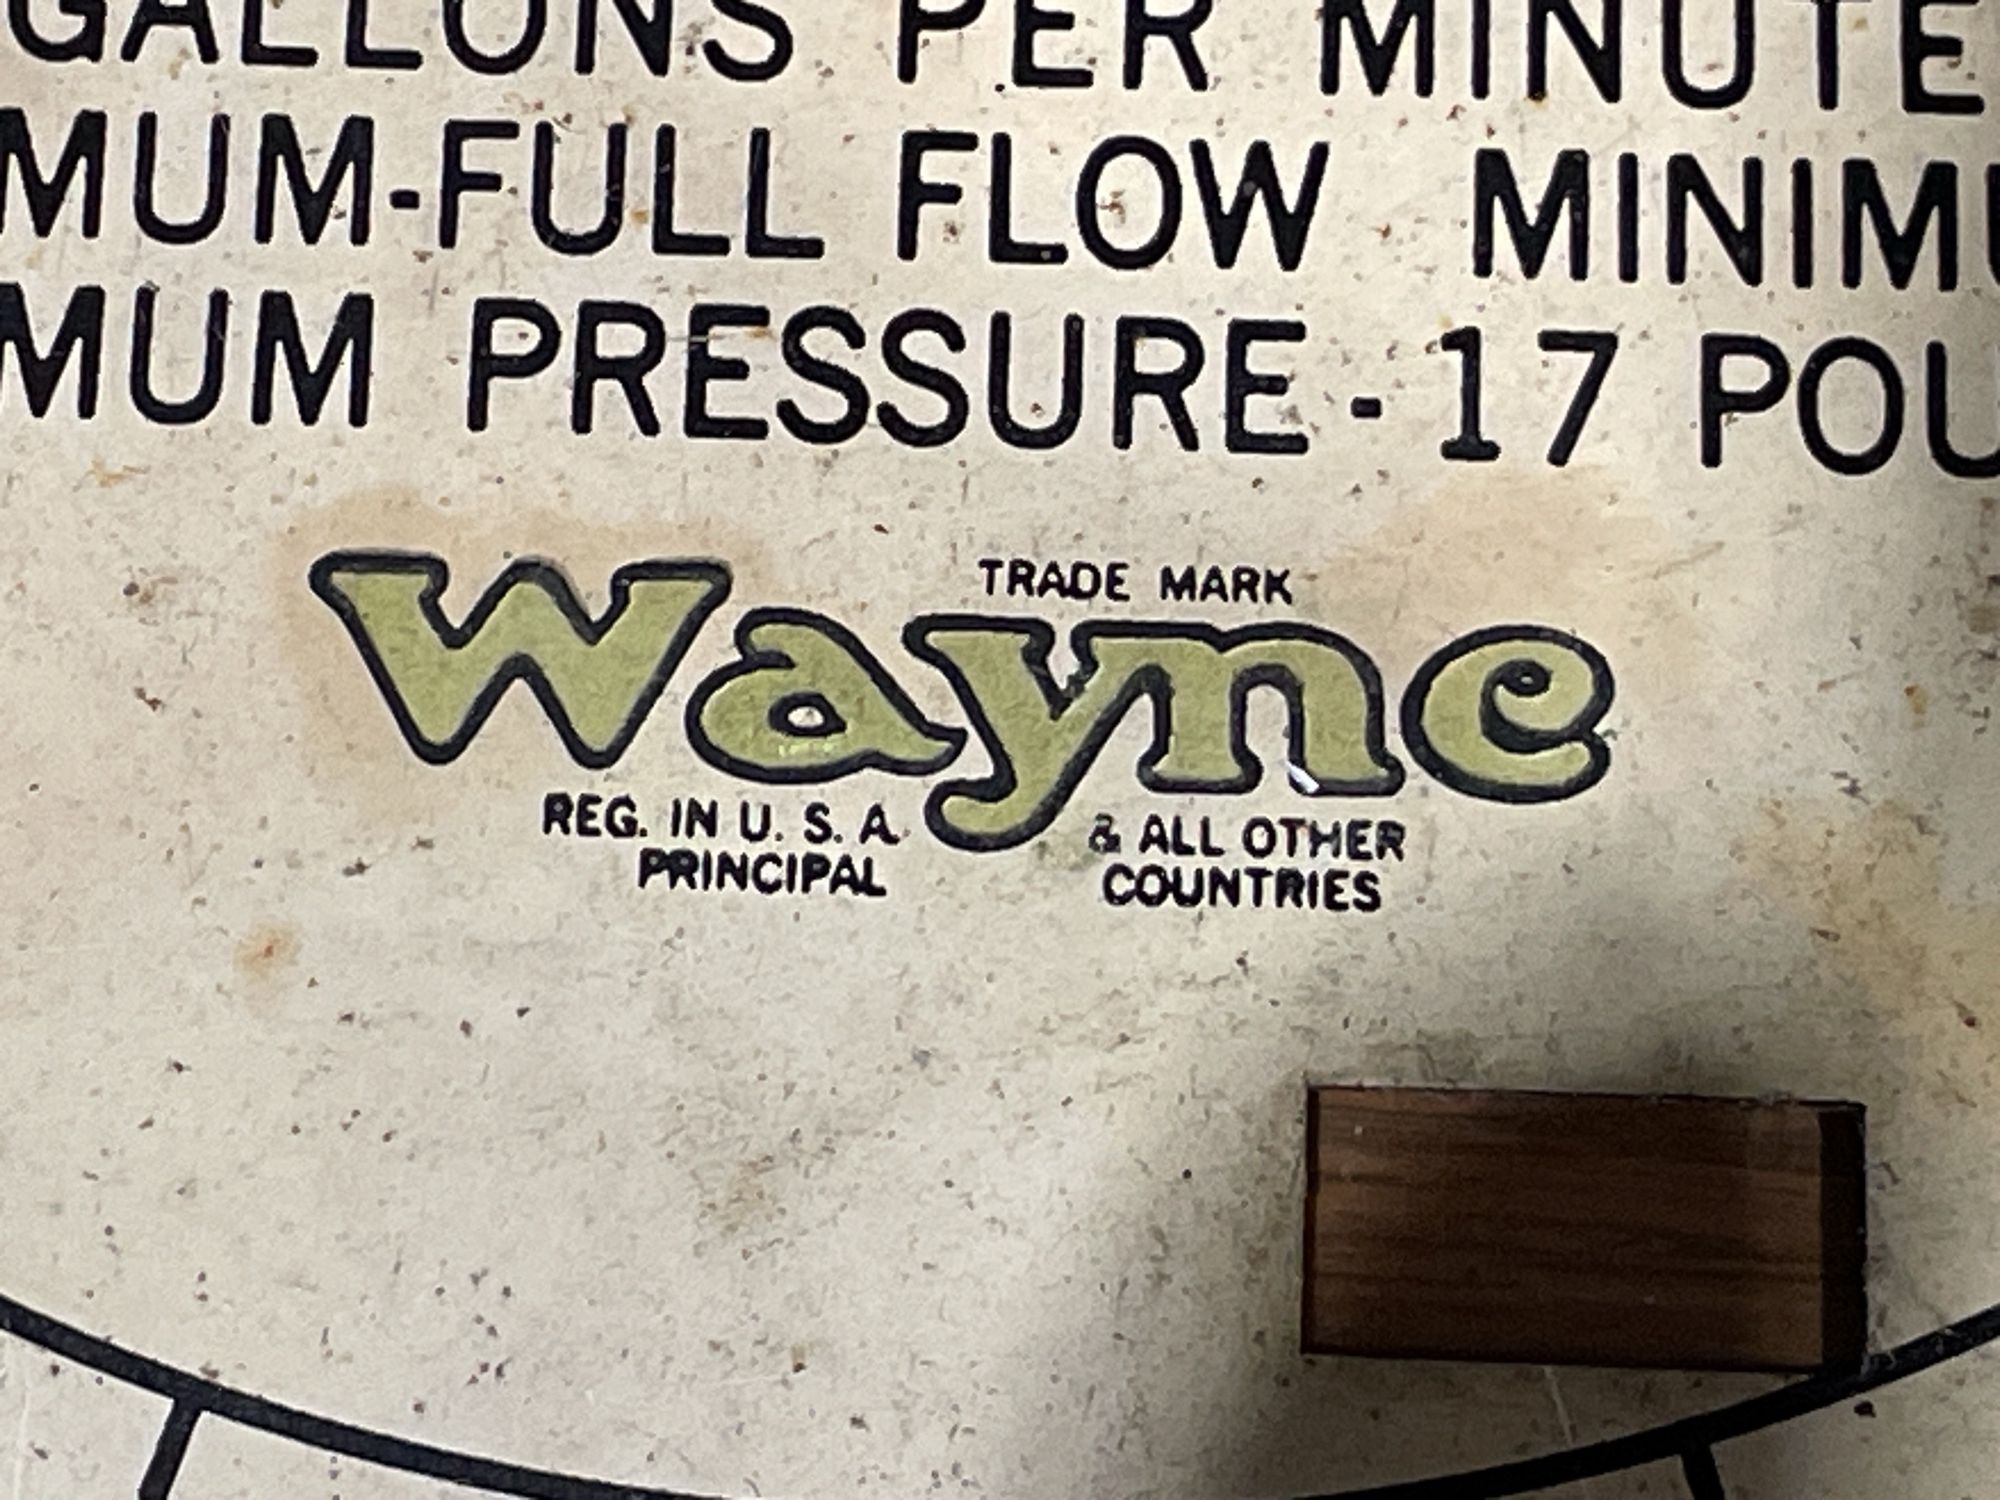 GALLONS PER MINUTE
MUM-FULL FLOW MINIMU
MUM PRESSURE-17 POU
TRADE MARK
Wayne
REG. IN U. S. A. & ALL OTHER
PRINCIPAL COUNTRIES